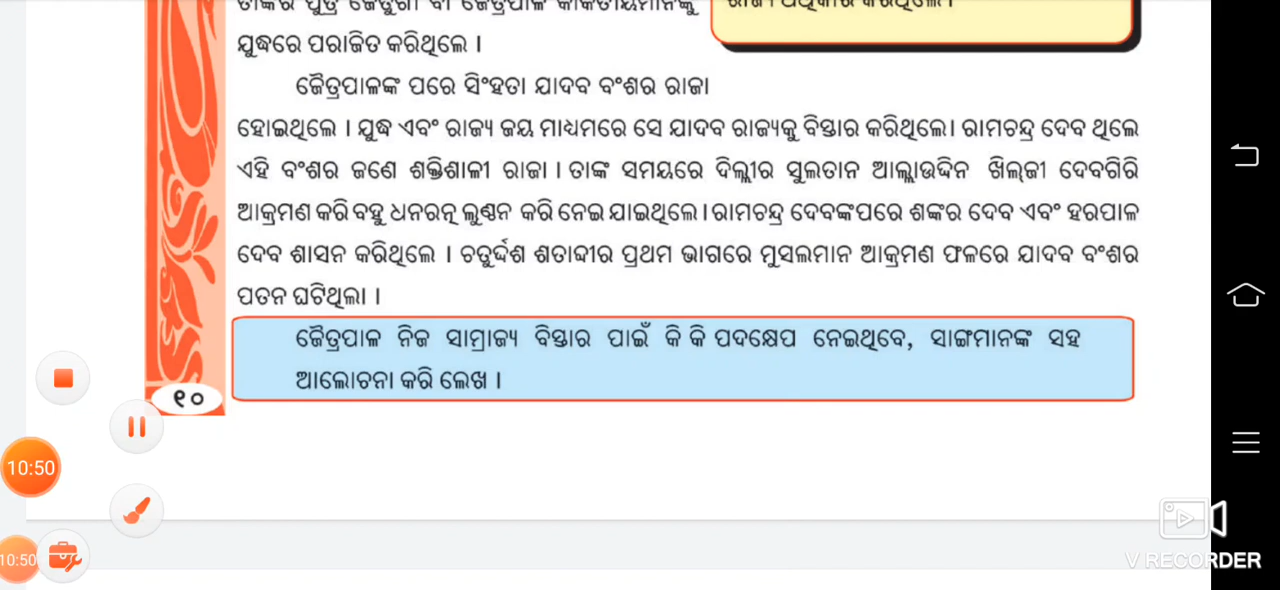 ଯୁଦ୍ଧରେ ପରାଜିତ କରିଥିଲେ ।
ଜୈତ୍ରପାଳଙ୍କ ପରେ ସିଂହତା ଯାଦବ ବଂଶର ରାଜା
ହୋଇଥିଲେ । ଯୁଦ୍ଧ ଏବଂ ରାଜ୍ୟ ଜୟ ମାଧ୍ୟମରେ ସେ ଯାଦବ ରାଜ୍ୟକୁ ବିସ୍ତାର କରିଥିଲେ। ରାମଚନ୍ଦ୍ର ଦେବ ଥିଲେ
ଏହି ବଂଶର ଜଣେ ଶକ୍ତିଶାଳୀ ରାଜା । ତାଙ୍କ ସମୟରେ ଦିଲ୍ଲୀର ସୁଲତାନ ଆଲ୍ଲାଉଦ୍ଦିନ ଖିଲ୍‌ଜୀ ଦେବଗିରି
ଆକ୍ରମଣ କରି ବହୁ ଧନରତ୍ନ ଲୁଣ୍ଠନ କରି ନେଇ ଯାଇଥିଲେ । ରାମଚନ୍ଦ୍ର ଦେବଙ୍କପରେ ଶଙ୍କର ଦେବ ଏବଂ ହରପାଳ
ଦେବ ଶାସନ କରିଥିଲେ । ଚତୁର୍ଦ୍ଦଶ ଶତାବ୍ଦୀର ପ୍ରଥମ ଭାଗରେ ମୁସଲମାନ ଆକ୍ରମଣ ଫଳରେ ଯାଦବ ବଂଶର
ପତନ ଘଟିଥିଲା ।
ଜୈତ୍ରପାଳ ନିଜ ସାମ୍ରାଜ୍ୟ ବିସ୍ତାର ପାଇଁ କି କି ପଦକ୍ଷେପ ନେଇଥିବେ, ସାଙ୍ଗମାନଙ୍କ ସହ
ଆଲୋଚନା କରି ଲେଖ ।
୧୦
10:50
10:50
V RECORDER